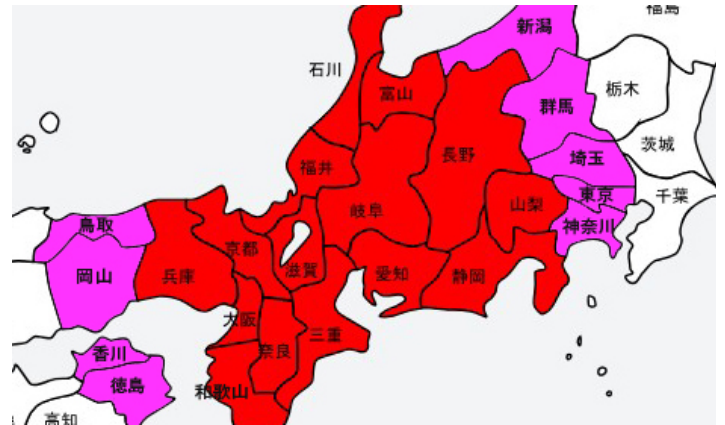 福島
新潟
石川
富山
栃木
群馬
長野
茨城
福井
埼玉
千葉
東京
岐阜
山梨
鳥取
神奈川
京都
岡山
兵庫
滋賀
愛知
静岡
大阪
三重
奈良
香川
徳島
和歌山
高知